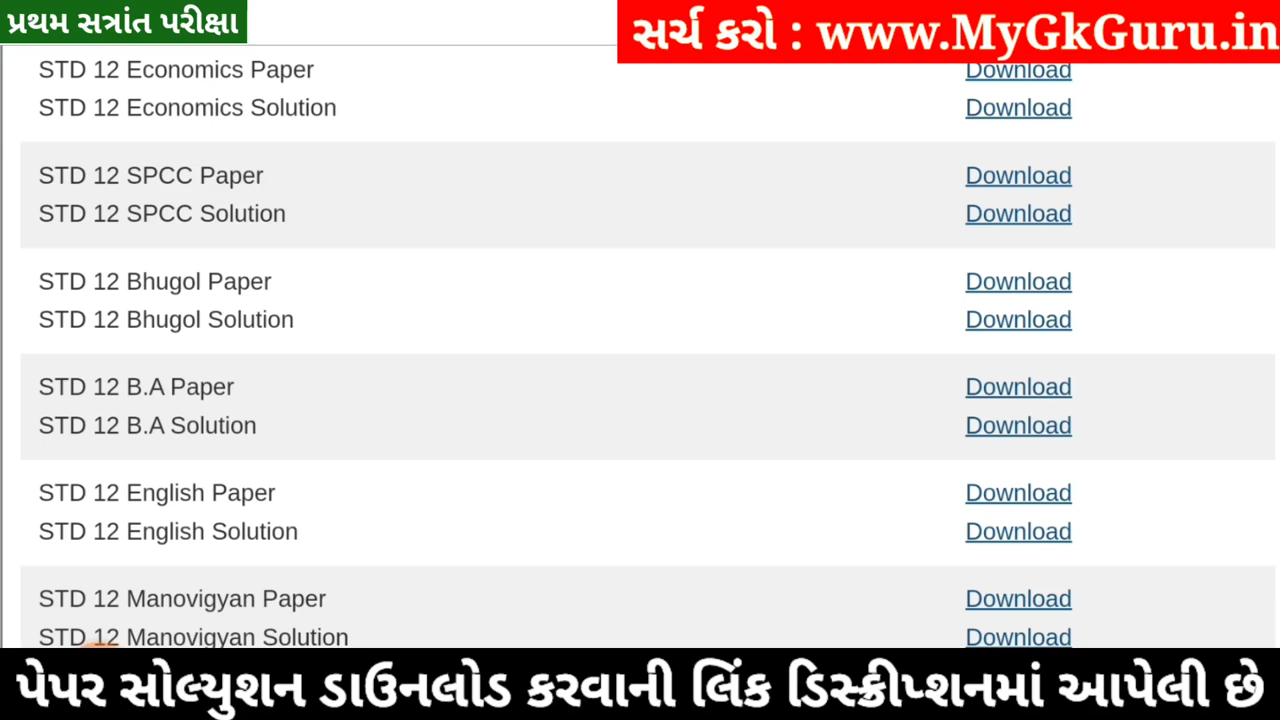 પ્રથમ સત્રાંત પરીક્ષા
સર્ચ કરો : www.MyGkGuru.in
STD 12 Economics Paper Download
STD 12 Economics Solution Download
STD 12 SPCC Paper Download
STD 12 SPCC Solution Download
STD 12 Bhugol Paper Download
STD 12 Bhugol Solution Download
STD 12 B.A Paper Download
STD 12 B.A Solution Download
STD 12 English Paper Download
STD 12 English Solution Download
STD 12 Manovigyan Paper Download
STD 12 Manovigyan Solution Download
પેપર સોલ્યુશન ડાઉનલોડ કરવાની લિંક ડિસ્ક્રીપ્શનમાં આપેલી છે